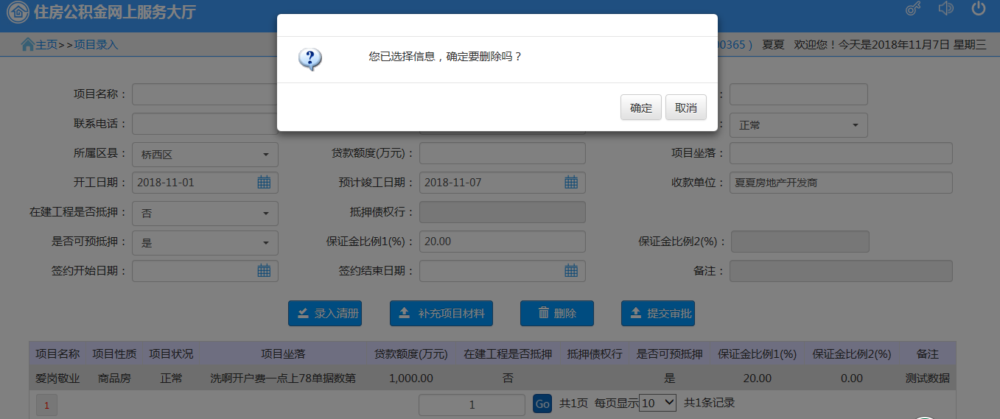 住房公积金网上服务大厅
主页>>项目录入
00365 ) 夏夏 欢迎您！今天是2018年11月7日 星期三
您已选择信息，确定要删除吗？
确定 取消
项目名称： ：
联系电话： ： 正常
所属区县： 桥西区 贷款额度(万元)： 项目坐落：
开工日期： 2018-11-01 预计竣工日期： 2018-11-07 收款单位： 夏夏房地产开发商
在建工程是否抵押： 否 抵押债权行：
是否可预抵押： 是 保证金比例1(%)： 20.00 保证金比例2(%)：
签约开始日期： 签约结束日期： 备注：
录入清册 补充项目材料 删除 提交审批
项目名称 项目性质 项目状况 项目坐落 贷款额度(万元) 在建工程是否抵押 抵押债权行 是否可预抵押 保证金比例1(%) 保证金比例2(%) 备注
爱岗敬业 商品房 正常 洗啊开户费一点上78单据数第 1,000.00 否 是 20.00 0.00 测试数据
1 1 Go 共1页 每页显示 10 共1条记录